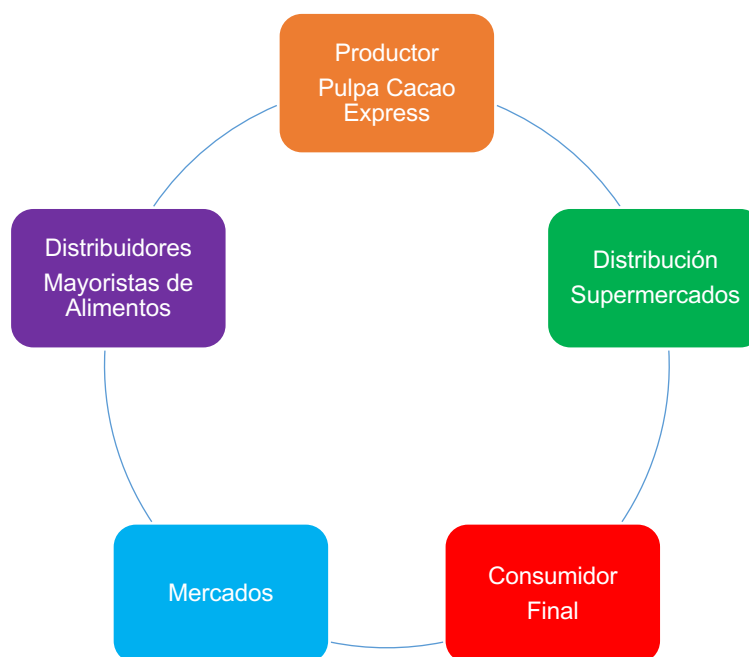 Productor
Pulpa Cacao
Express
Distribuidores
Mayoristas de
Alimentos
Distribución
Supermercados
Mercados
Consumidor
Final